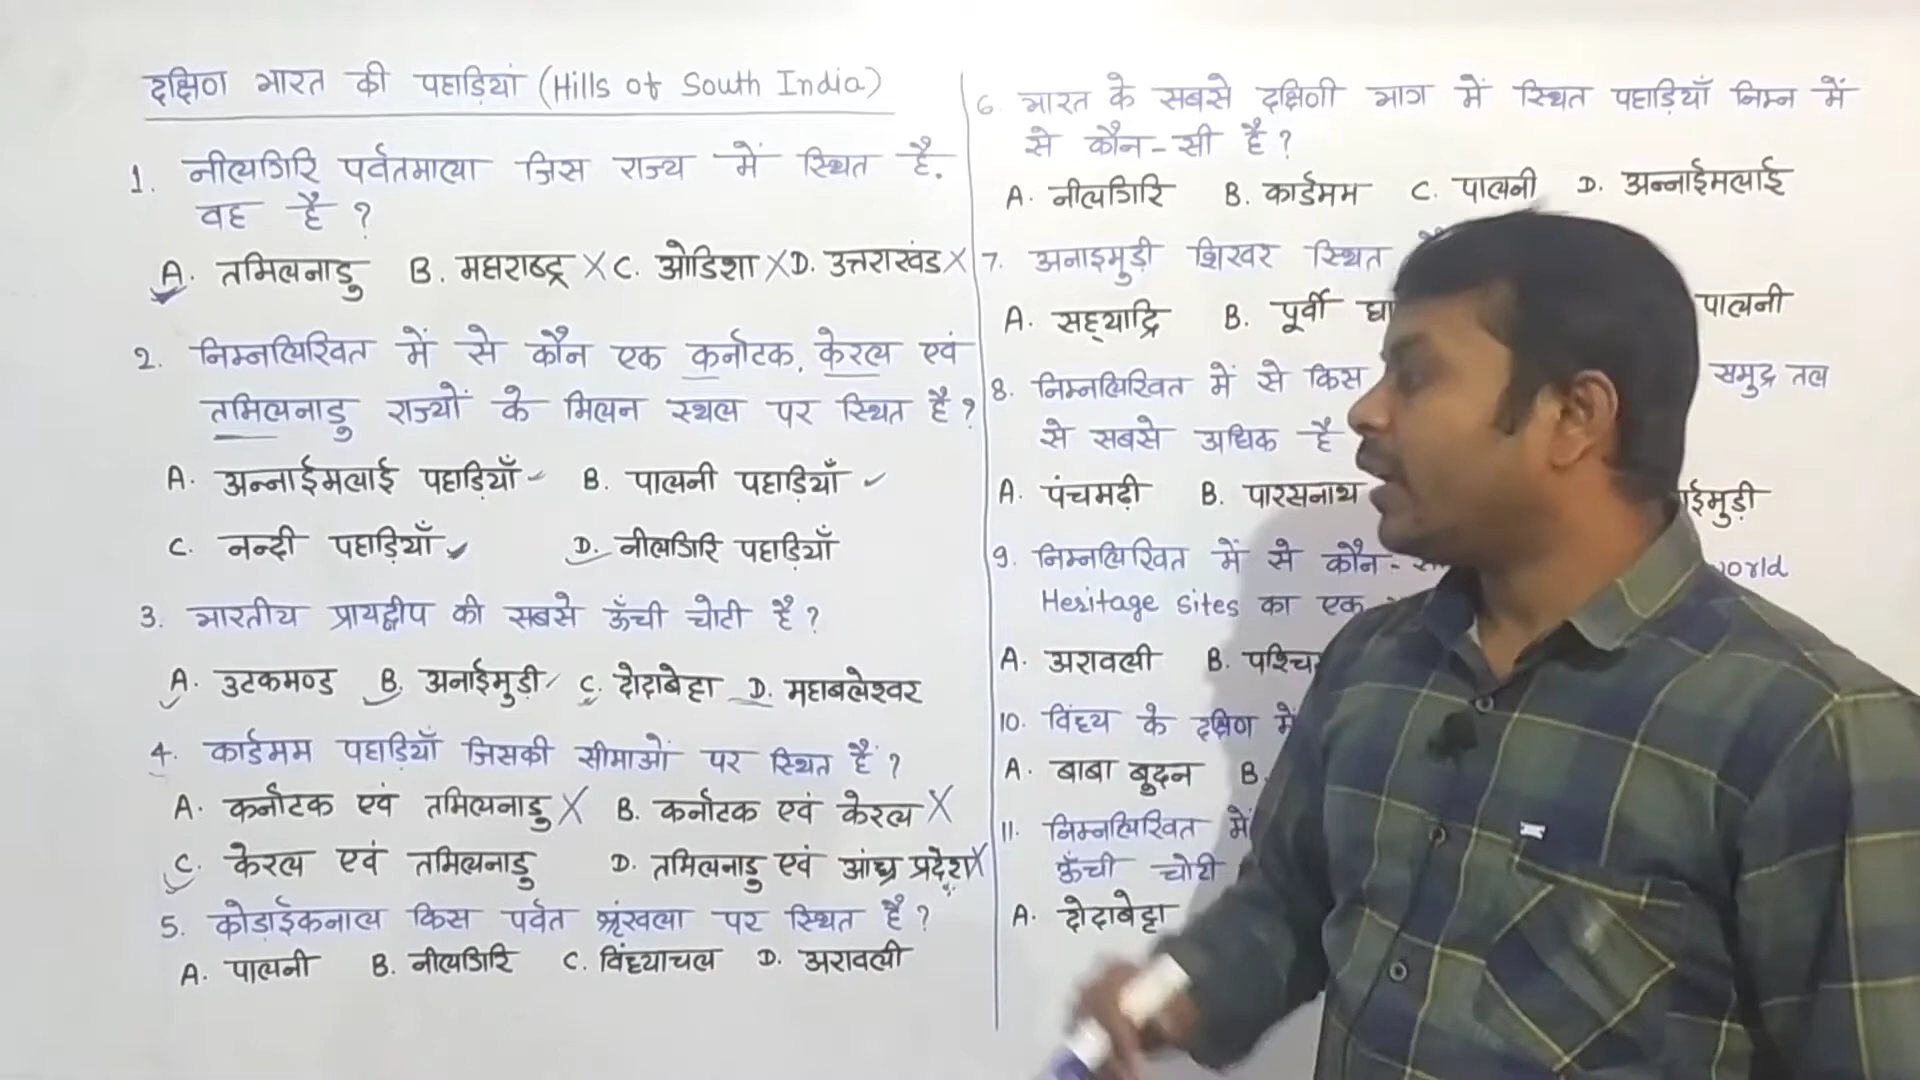 दक्षिण भारत की पहाड़ियां (Hills of South India)
1. नीलगिरि पर्वतमाला जिस राज्य में स्थित है.
वह है ?
A. तमिलनाडु B. महाराष्ट्र X C. ओडिशा X D. उत्तराखंड X
2. निम्नलिखित में से कौन एक कर्नाटक, केरल एवं
तमिलनाडु राज्यों के मिलन स्थल पर स्थित है ?
A. अन्नाईमलाई पहाड़ियाँ B. पालनी पहाड़ियाँ
C. नन्दी पहाड़ियाँ D. नीलगिरि पहाड़ियाँ
3. भारतीय प्रायद्वीप की सबसे ऊँची चोटी है ?
A. उटकमण्ड B. अनाईमुड़ी C. दोदाबेट्टा D. महाबलेश्वर
4. कार्डमम पहाड़ियाँ जिसकी सीमाओं पर स्थित हैं ?
A. कर्नाटक एवं तमिलनाडु X B. कर्नाटक एवं केरल X
C. केरल एवं तमिलनाडु D. तमिलनाडु एवं आंध्र प्रदेश X
5. कोड़ाईकनाल किस पर्वत श्रृंखला पर स्थित है ?
A. पालनी B. नीलगिरि C. विंध्याचल D. अरावली
6. भारत के सबसे दक्षिणी भाग में स्थित पहाड़ियाँ निम्न में
से कौन-सी है ?
A. नीलगिरि B. कार्डमम C. पालनी D. अन्नाईमलाई
7. अनाइमुड़ी शिखर स्थित
A. सह्याद्रि B. पूर्वी पालनी
8. निम्नलिखित में से किस समुद्र तल
से सबसे अधिक है
A. पंचमढ़ी B. पारसनाथ
9. निम्नलिखित में से कौन- world
Heritage sites का एक
A. अरावली B.
10. विंध्य के दक्षिण में
A. बाबा बुदन B.
11. निम्नलिखित में
ऊँची चोटी
A. दोदाबेट्टा